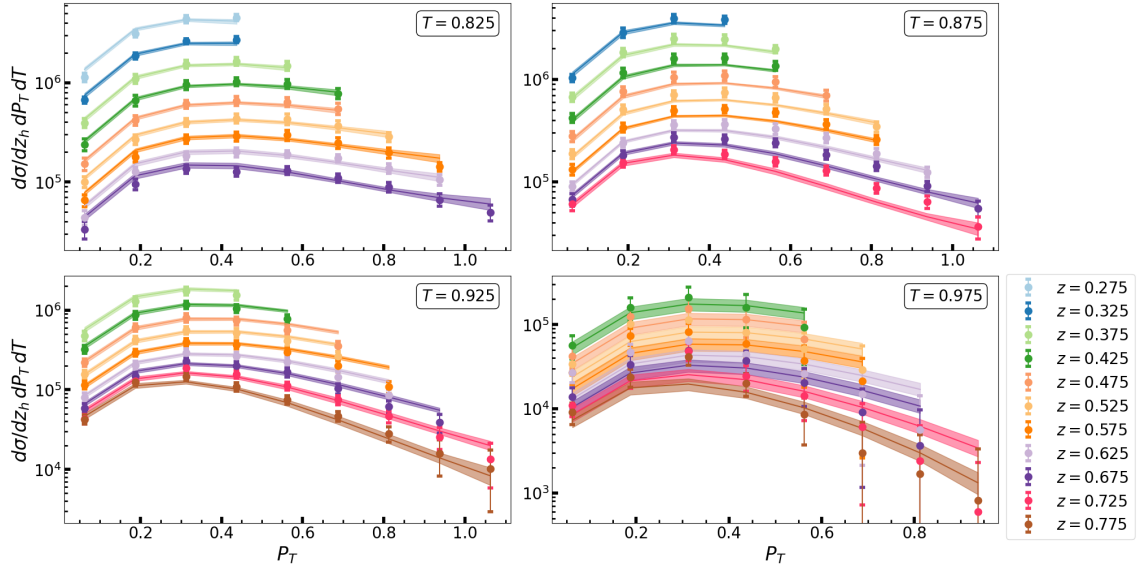 dσ/dz_h dP_T dT
10^6
10^5
T = 0.825
0.2 0.4 0.6 0.8 1.0
10^6
10^5
T = 0.875
0.2 0.4 0.6 0.8 1.0
dσ/dz_h dP_T dT
10^6
10^5
10^4
T = 0.925
0.2 0.4 0.6 0.8 1.0
P_T
10^5
10^4
10^3
T = 0.975
0.2 0.4 0.6 0.8
P_T
z = 0.275
z = 0.325
z = 0.375
z = 0.425
z = 0.475
z = 0.525
z = 0.575
z = 0.625
z = 0.675
z = 0.725
z = 0.775